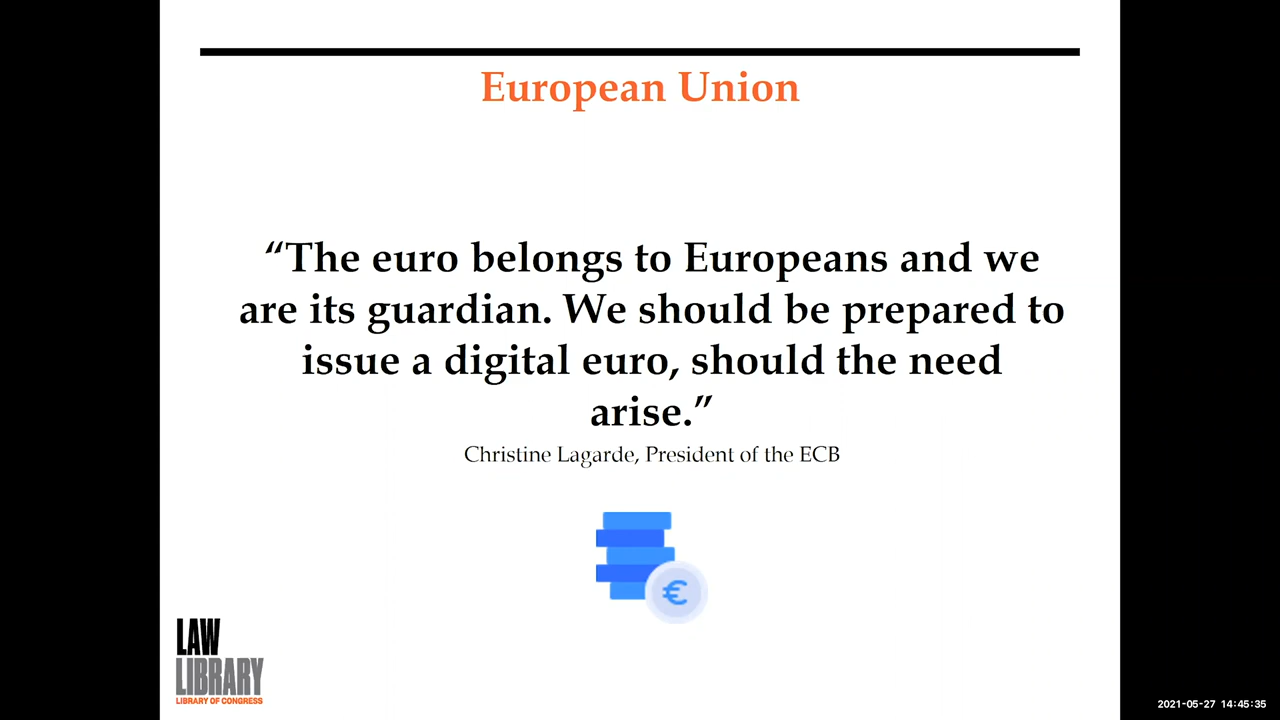 European Union
“The euro belongs to Europeans and we
are its guardian. We should be prepared to
issue a digital euro, should the need
arise.”
Christine Lagarde, President of the ECB
€
LAW
LIBRARY
LIBRARY OF CONGRESS
2021-05-27 14:45:35